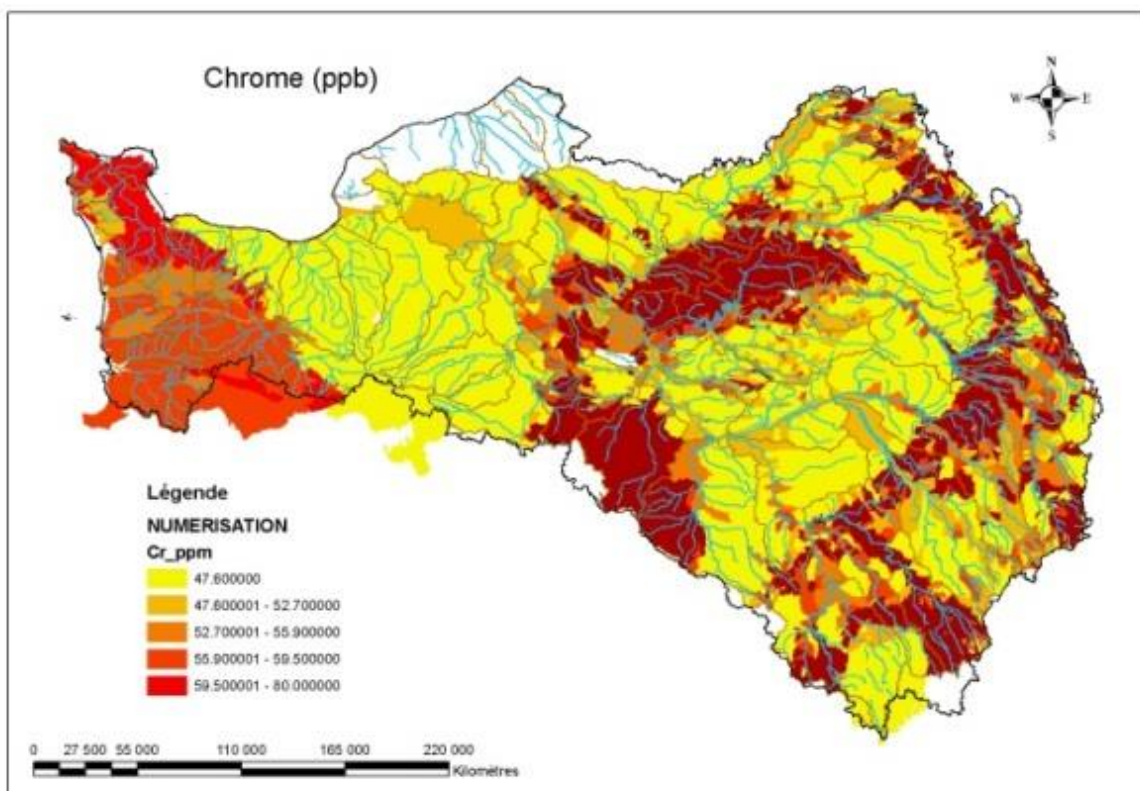 Chrome (ppb)
N
W E
S
Légende
NUMERISATION
Cr_ppm
47.600000
47.600001 - 52.700000
52.700001 - 55.900000
55.900001 - 59.500000
59.500001 - 80.000000
0 27 500 55 000 110 000 165 000 220 000
Kilomètres